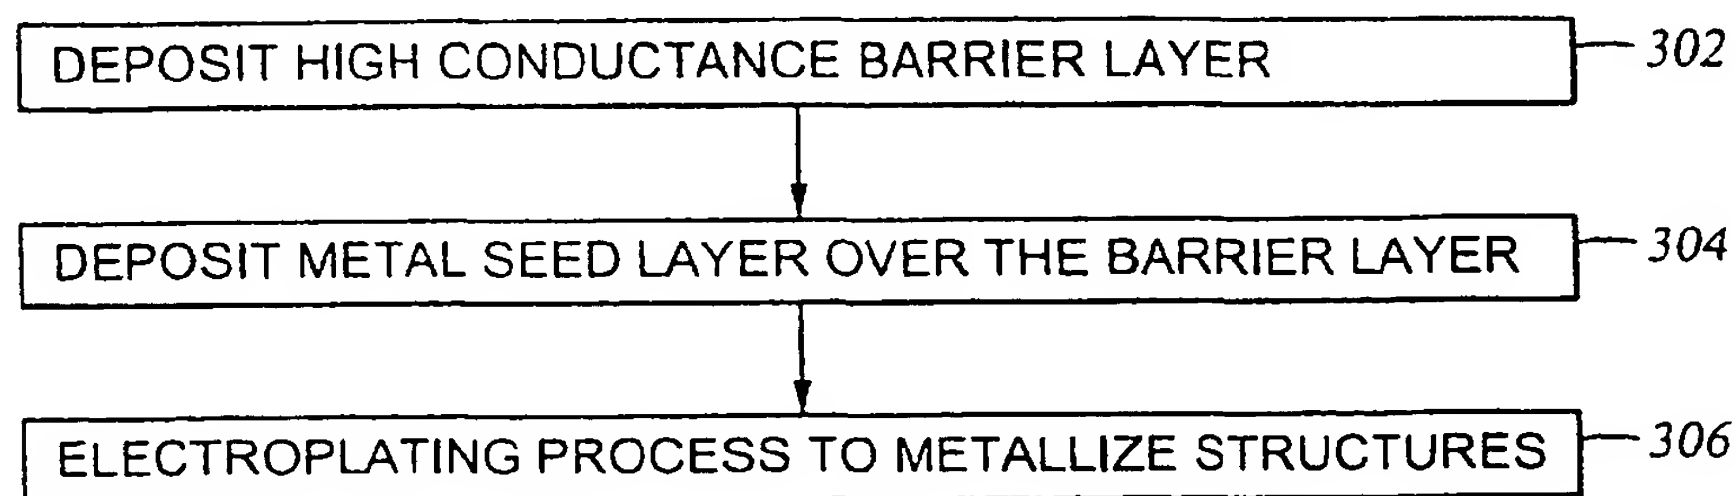 DEPOSIT HIGH CONDUCTANCE BARRIER LAYER 302
DEPOSIT METAL SEED LAYER OVER THE BARRIER LAYER 304
ELECTROPLATING PROCESS TO METALLIZE STRUCTURES 306